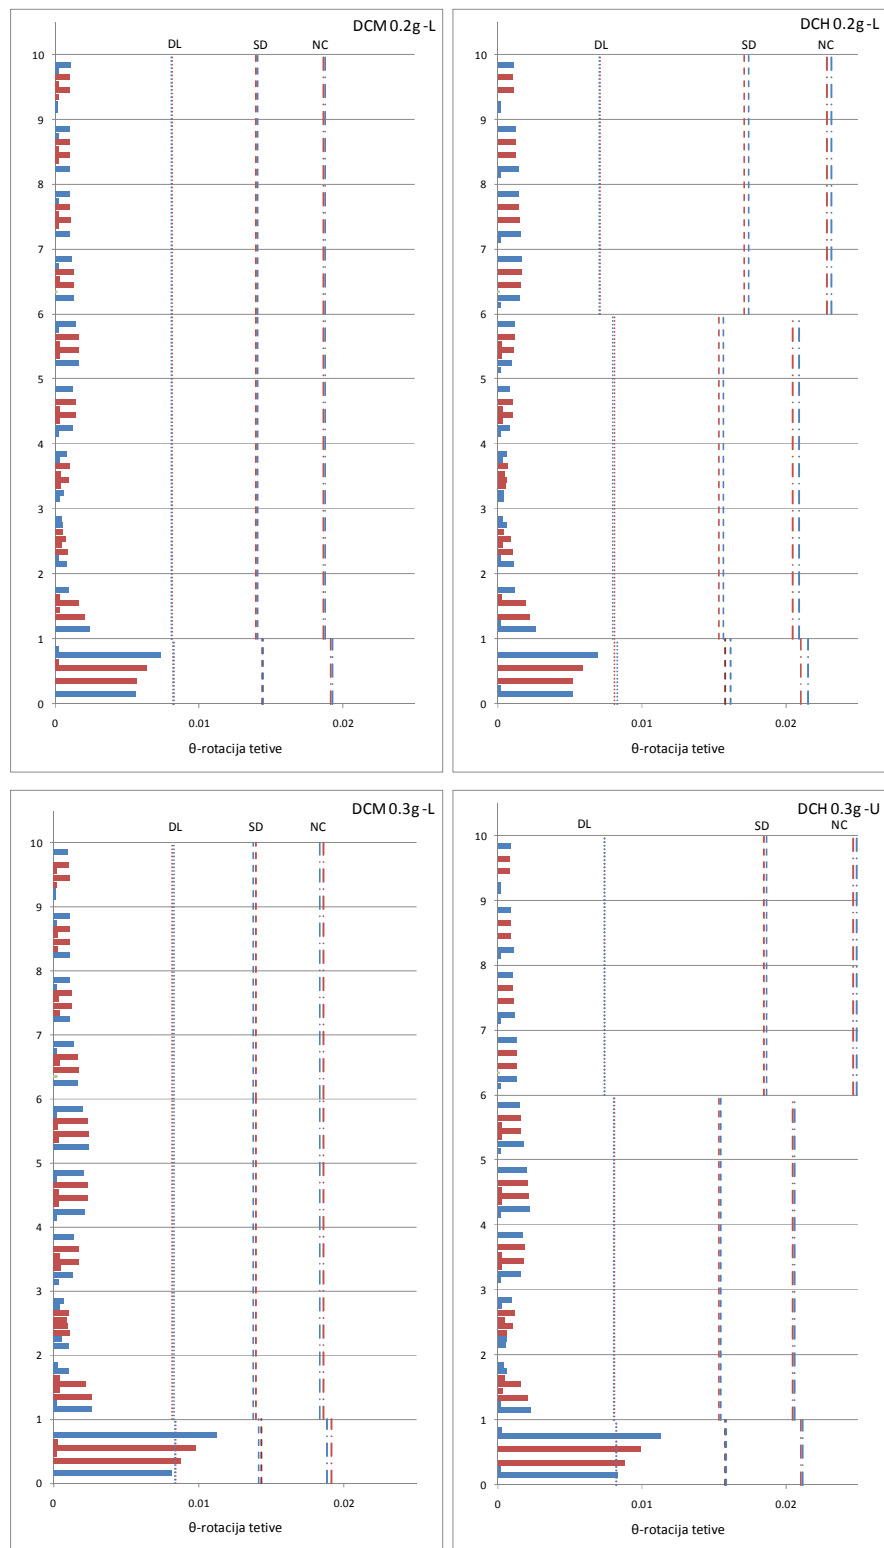 DCM 0.2g -L
DL SD NC
10
9
8
7
6
5
4
3
2
1
0
0 0.01 0.02
θ-rotacija tetive
DCH 0.2g -L
DL SD NC
10
9
8
7
6
5
4
3
2
1
0
0 0.01 0.02
θ-rotacija tetive
DCM 0.3g -L
DL SD NC
10
9
8
7
6
5
4
3
2
1
0
0 0.01 0.02
θ-rotacija tetive
DCH 0.3g -U
DL SD NC
10
9
8
7
6
5
4
3
2
1
0
0 0.01 0.02
θ-rotacija tetive